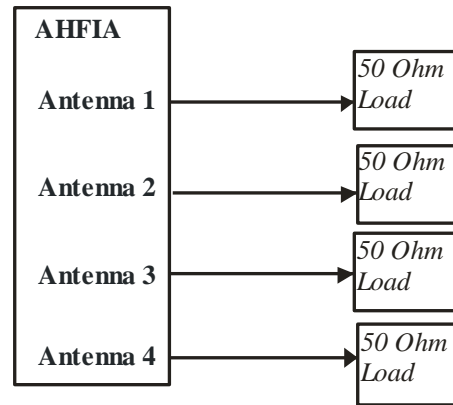 AHFIA
Antenna 1
50 Ohm
Load
Antenna 2
50 Ohm
Load
Antenna 3
50 Ohm
Load
Antenna 4
50 Ohm
Load